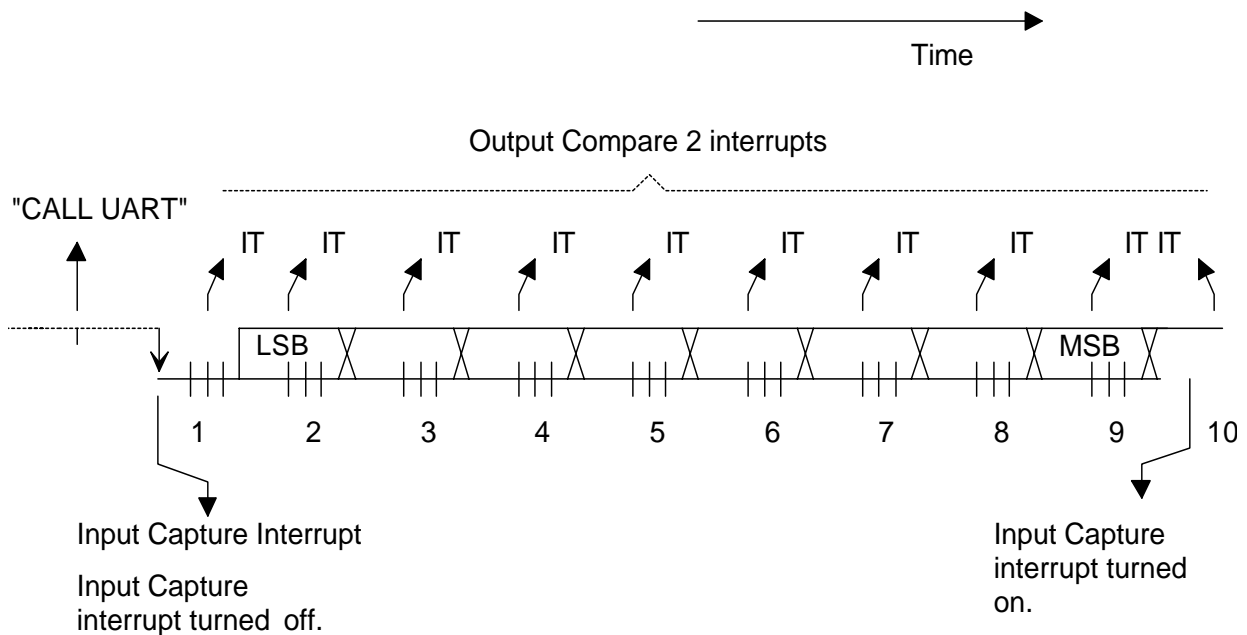 Time
Output Compare 2 interrupts
"CALL UART"
IT IT IT IT IT IT IT IT IT IT
LSB MSB
1 2 3 4 5 6 7 8 9 10
Input Capture Interrupt
Input Capture
interrupt turned off.
Input Capture
interrupt turned
on.